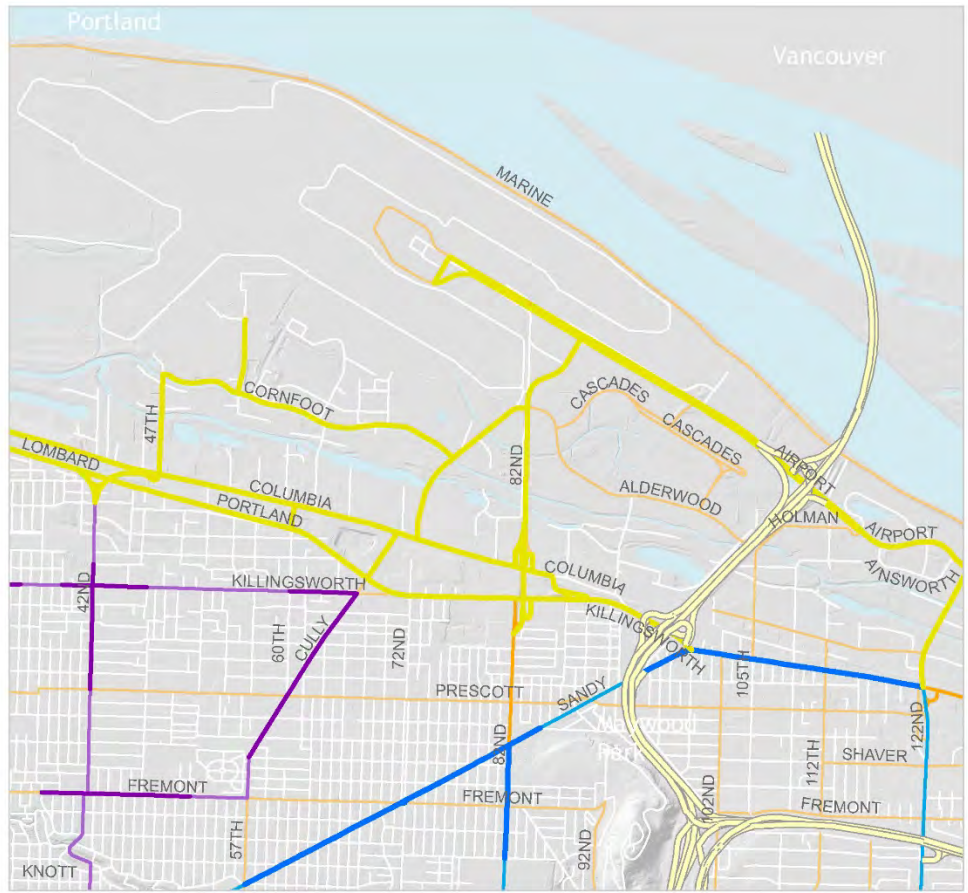 Portland
Vancouver
MARINE
CASCADES
CASCADES
47TH
CORNFOOT
LOMBARD
82ND
AIRPORT
COLUMBIA
ALDERWOOD
PORTLAND
HOLMAN
AIRPORT
AINSWORTH
COLUMBIA
KILLINGSWORTH
42ND
KILLINGSWORTH
60TH
CULLY
72ND
105TH
PRESCOTT
SANDY
122ND
82ND
Maywood
Park
112TH
SHAVER
FREMONT
FREMONT
102ND
FREMONT
57TH
92ND
KNOTT